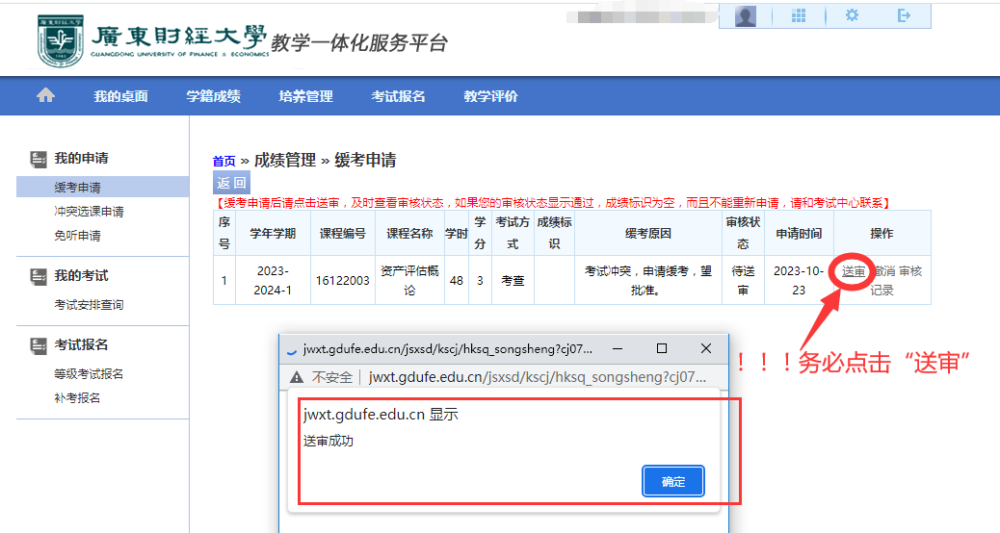 廣東財經大學
GUANGDONG UNIVERSITY OF FINANCE & ECONOMICS
教学一体化服务平台
我的桌面 学籍成绩 培养管理 考试报名 教学评价
我的申请
缓考申请
冲突选课申请
免听申请
我的考试
考试安排查询
考试报名
等级考试报名
补考报名
首页 » 成绩管理 » 缓考申请
返 回
【缓考申请后请点击送审，及时查看审核状态，如果您的审核状态显示通过，成绩标识为空，而且不能重新申请，请和考试中心联系】
序号 学年学期 课程编号 课程名称 学时 学分 考试方式 成绩标识 缓考原因 审核状态 申请时间 操作
1 2023-2024-1 16122003 资产评估概论 48 3 考查 考试冲突，申请缓考，望批准。 待送审 2023-10-23 送审 撤消 审核记录
！！！务必点击“送审”
jwxt.gdufe.edu.cn/jsxsd/kscj/hksq_songsheng?cj07...
不安全 jwxt.gdufe.edu.cn/jsxsd/kscj/hksq_songsheng?cj07...
jwxt.gdufe.edu.cn 显示
送审成功
确定